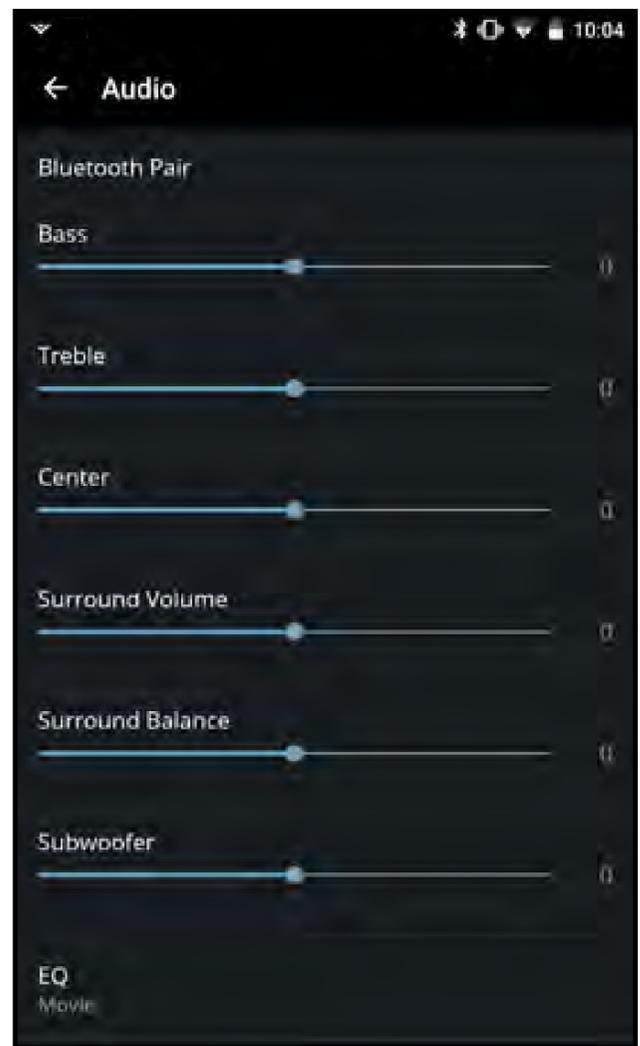 10:04
Audio
Bluetooth Pair
Bass
0
Treble
0
Center
0
Surround Volume
0
Surround Balance
0
Subwoofer
0
EQ
Movie